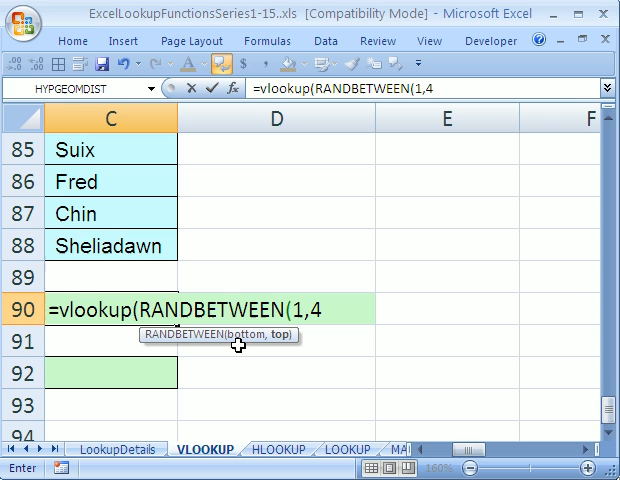 ExcelLookupFunctionsSeries1-15..xls [Compatibility Mode] - Microsoft Excel
Home Insert Page Layout Formulas Data Review View Developer
HYPGEOMDIST fx =vlookup(RANDBETWEEN(1,4
C D E F
85 Suix
86 Fred
87 Chin
88 Sheliadawn
89
90 =vlookup(RANDBETWEEN(1,4
91 RANDBETWEEN(bottom, top)
92
93
94
LookupDetails VLOOKUP HLOOKUP LOOKUP MA
Enter 160%